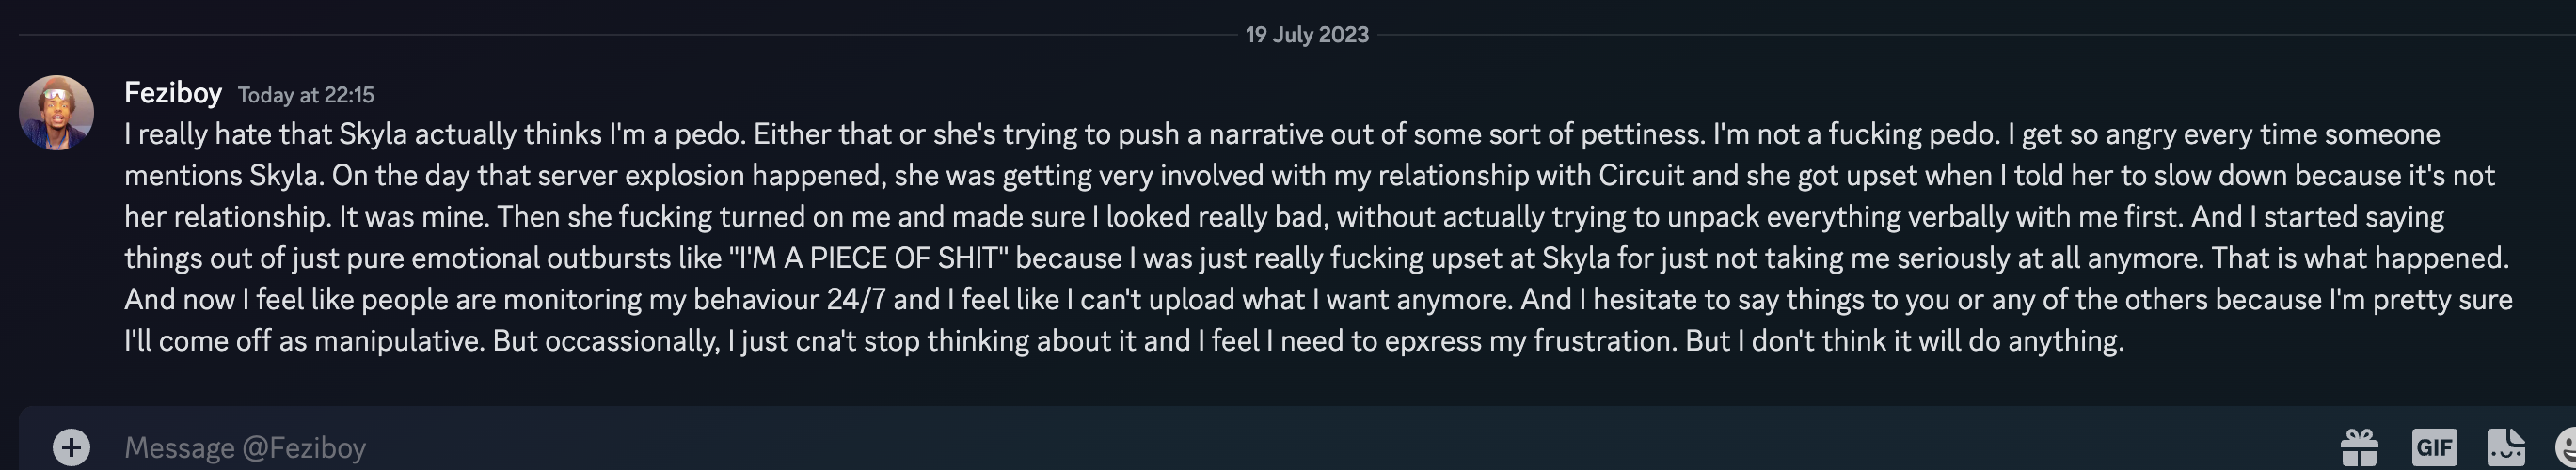 19 July 2023
Feziboy Today at 22:15
I really hate that Skyla actually thinks I'm a pedo. Either that or she's trying to push a narrative out of some sort of pettiness. I'm not a fucking pedo. I get so angry every time someone
mentions Skyla. On the day that server explosion happened, she was getting very involved with my relationship with Circuit and she got upset when I told her to slow down because it's not
her relationship. It was mine. Then she fucking turned on me and made sure I looked really bad, without actually trying to unpack everything verbally with me first. And I started saying
things out of just pure emotional outbursts like "I'M A PIECE OF SHIT" because I was just really fucking upset at Skyla for just not taking me seriously at all anymore. That is what happened.
And now I feel like people are monitoring my behaviour 24/7 and I feel like I can't upload what I want anymore. And I hesitate to say things to you or any of the others because I'm pretty sure
I'll come off as manipulative. But occassionally, I just cna't stop thinking about it and I feel I need to epxress my frustration. But I don't think it will do anything.
Message @Feziboy
GIF